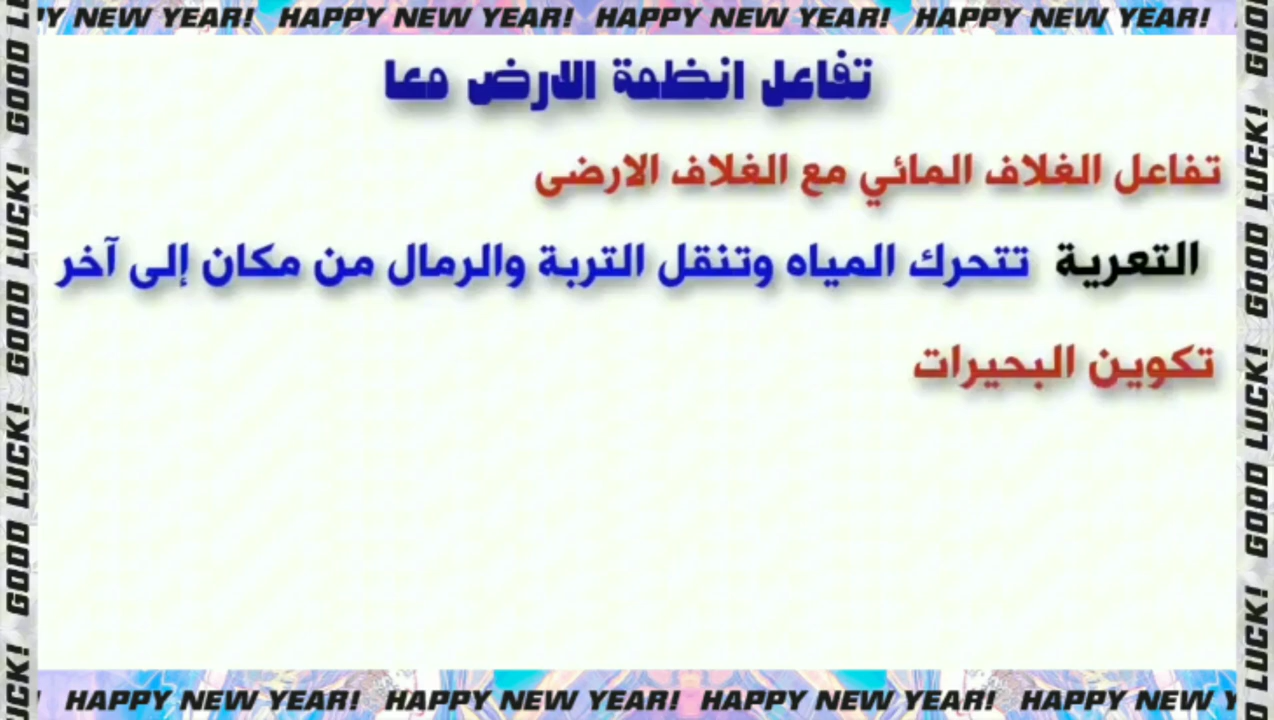 Y NEW YEAR! HAPPY NEW YEAR! HAPPY NEW YEAR! HAPPY NEW YEAR!
تفاعل انظمة الارض معا
تفاعل الغلاف المائي مع الغلاف الارضى
التعرية تتحرك المياه وتنقل التربة والرمال من مكان إلى آخر
تكوين البحيرات
HAPPY NEW YEAR! HAPPY NEW YEAR! HAPPY NEW YEAR! HAPPY NEW Y
UCK! GOOD LUCK! GOOD LUCK! GOOD LUCK! GOOD LU
D LUCK! GOOD LUCK! GOOD LUCK! GOOD LUCK! GOO